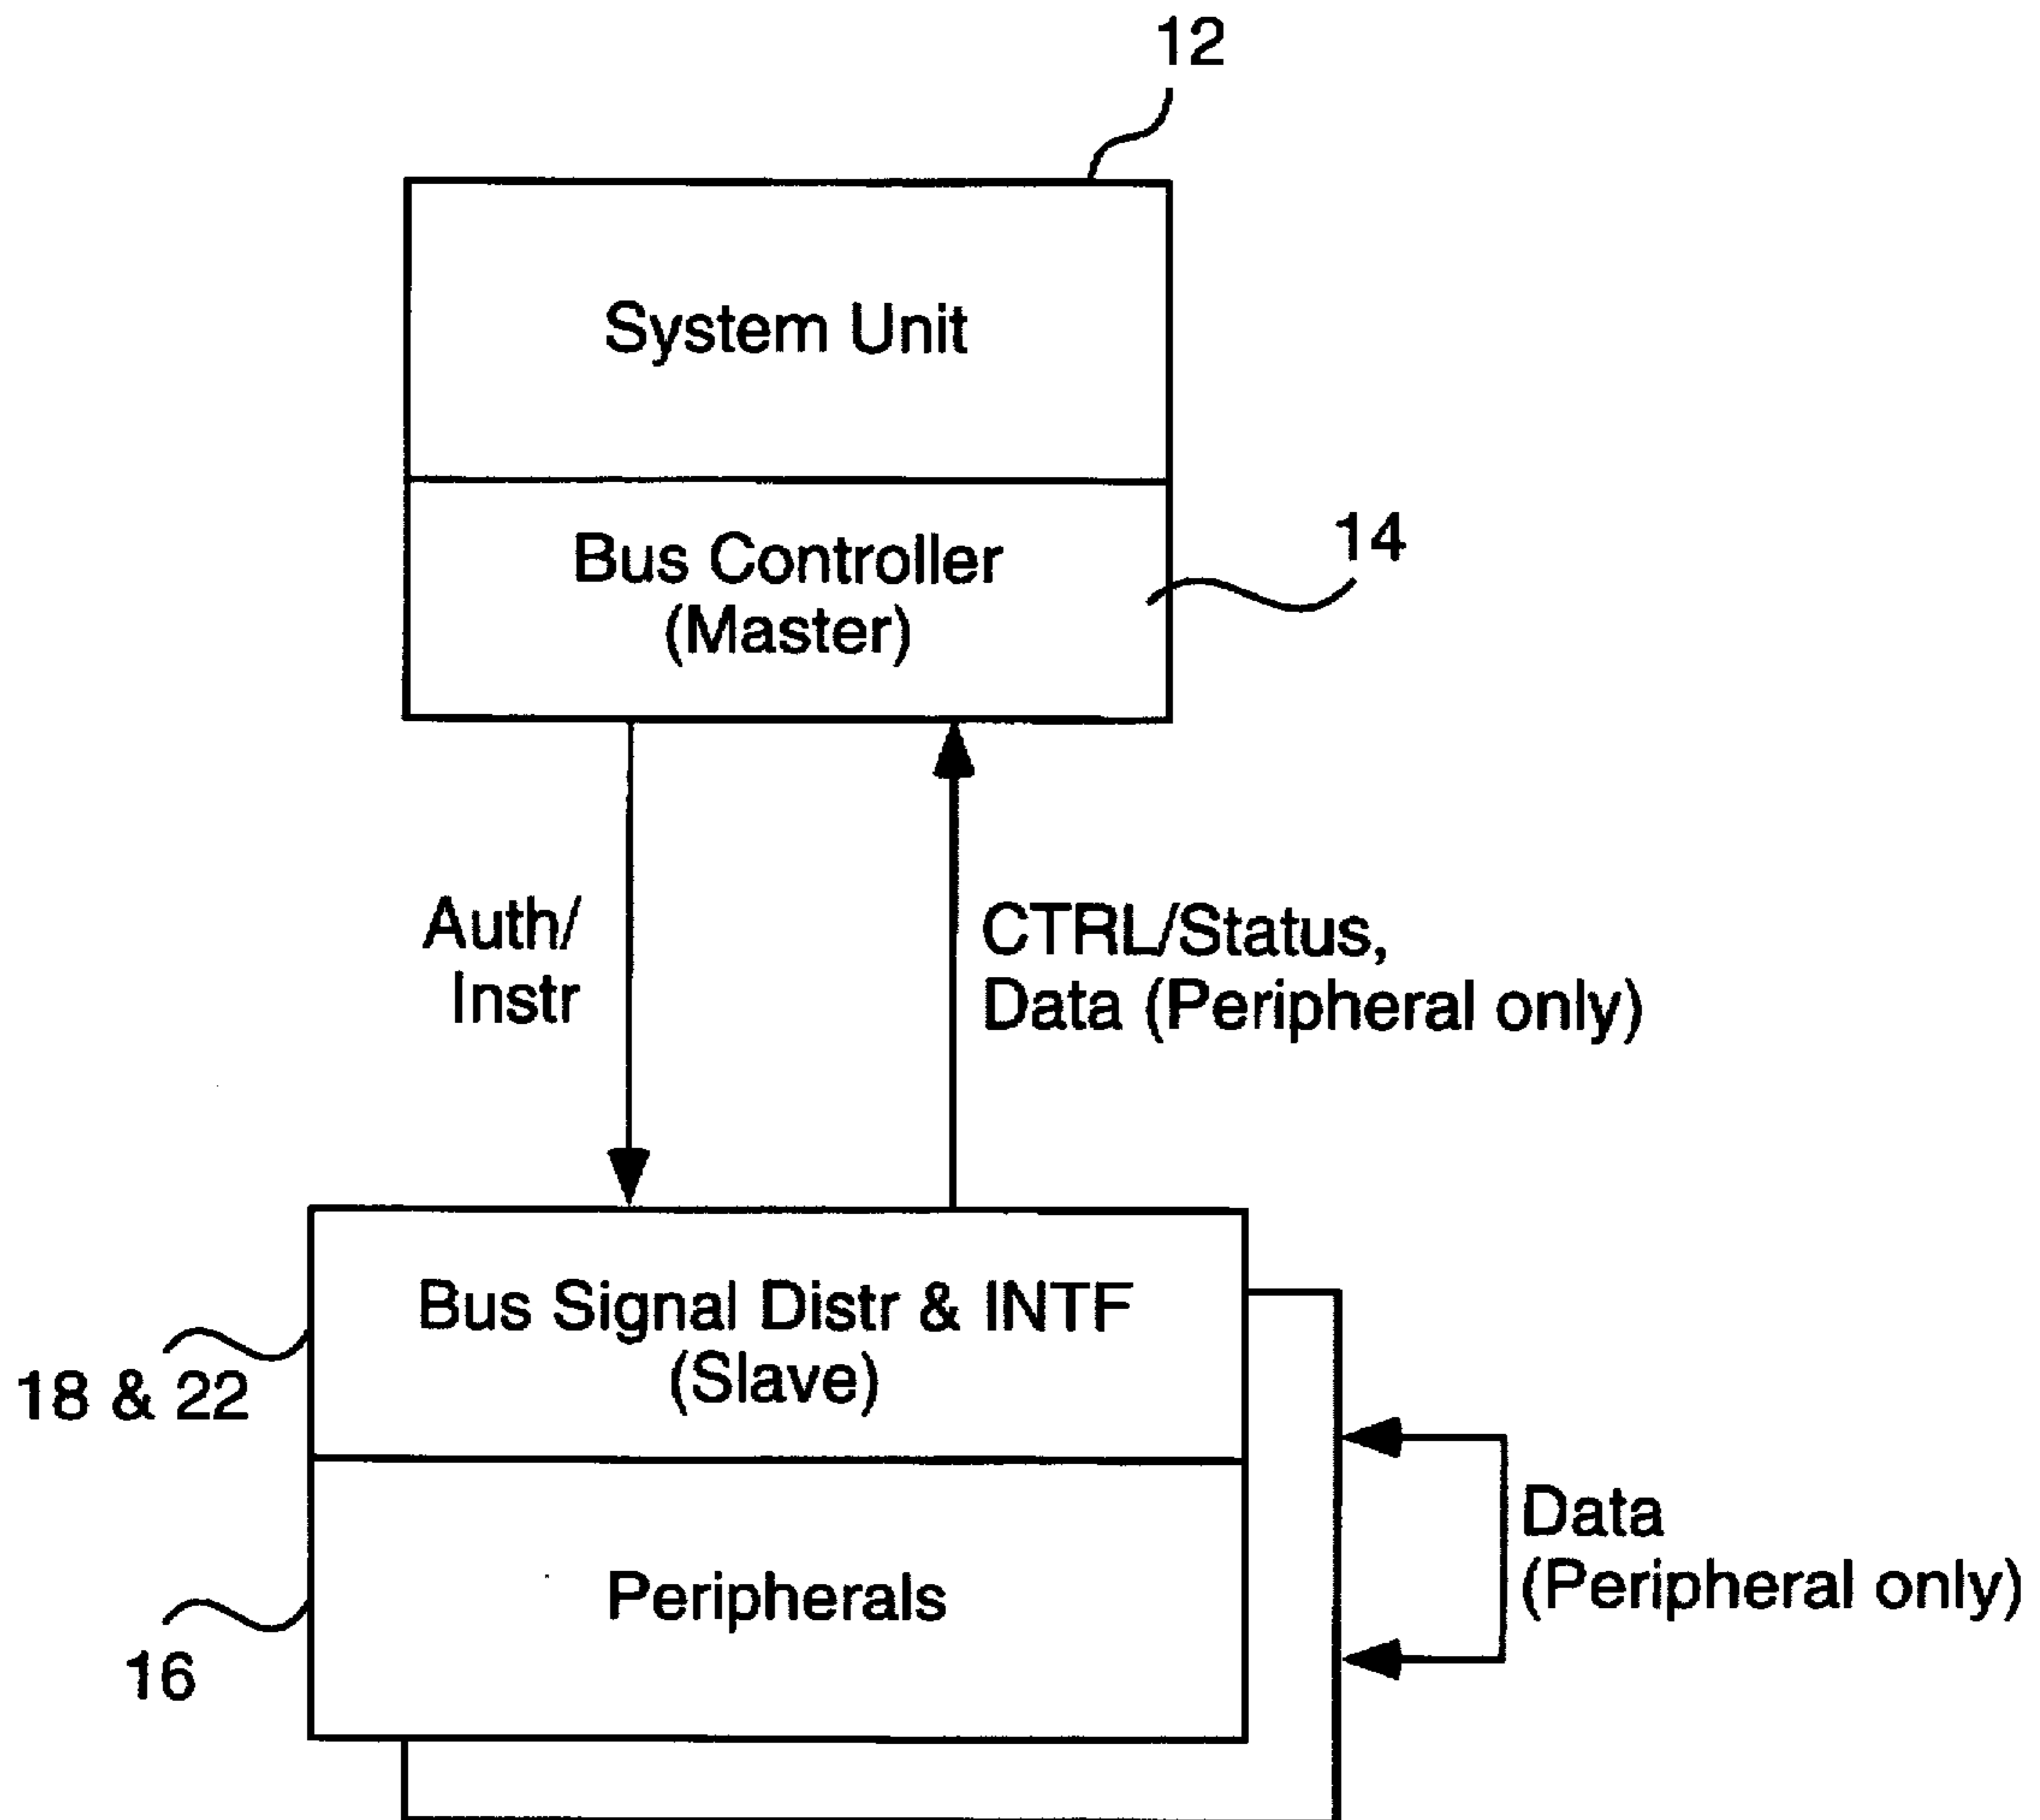 12
System Unit
Bus Controller
(Master)
14
Auth/
Instr
CTRL/Status,
Data (Peripheral only)
Bus Signal Distr & INTF
(Slave)
18 & 22
Data
(Peripheral only)
Peripherals
16